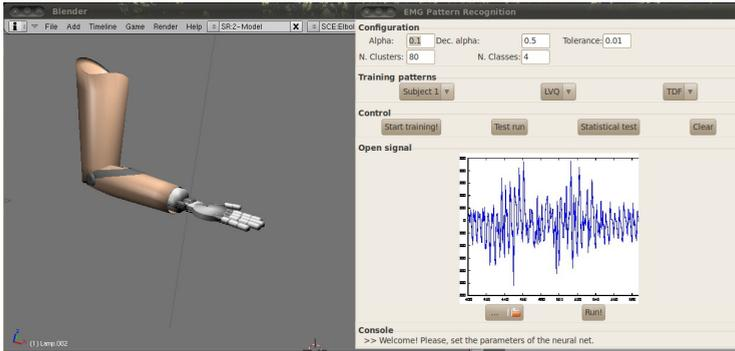 Blender
File Add Timeline Game Render Help SR:2-Model X SCE:Elbo
(1) Lamp.002
EMG Pattern Recognition
Configuration
Alpha: 0.1 Dec. alpha: 0.5 Tolerance: 0.01
N. Clusters: 80 N. Classes: 4
Training patterns
Subject 1 LVQ TDF
Control
Start training! Test run Statistical test Clear
Open signal
... Run!
Console
>> Welcome! Please, set the parameters of the neural net.